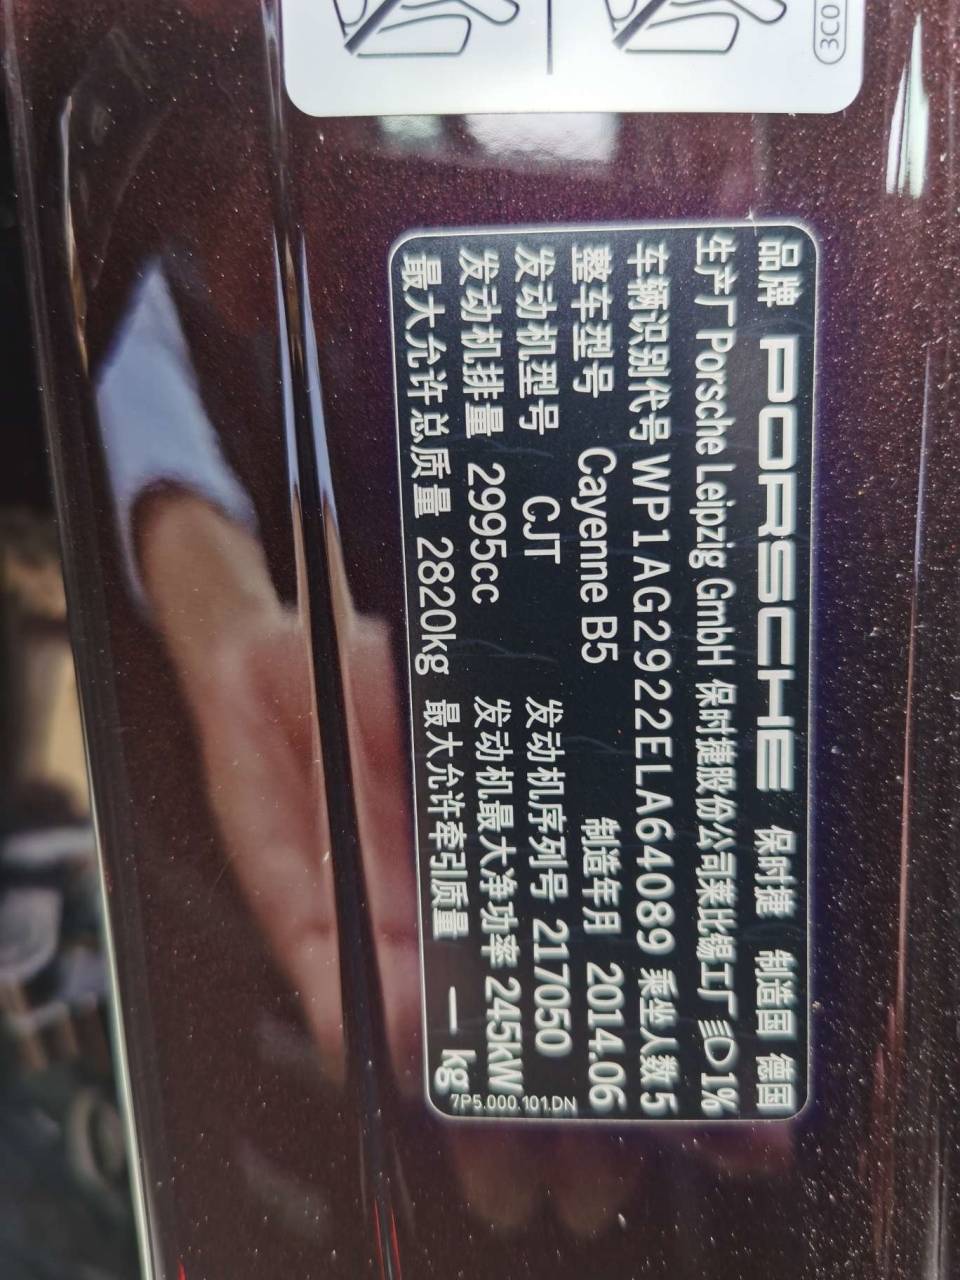 3C0
品牌 PORSCHE 保时捷 制造国 德国
生产厂 Porsche Leipzig GmbH 保时捷股份公司莱比锡工厂 1%
车辆识别代号 WP1AG2922ELA64089 乘坐人数 5
整车型号 Cayenne B5 制造年月 2014.06
发动机型号 CJT 发动机序列号 217050
发动机排量 2995cc 发动机最大净功率 245kW
最大允许总质量 2820kg 最大允许牵引质量 — kg
7P5.000.101.DN